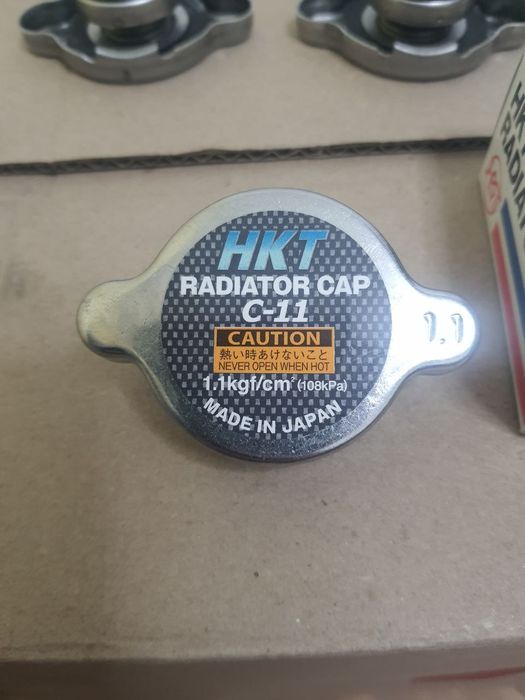 HKT
RADIATOR CAP
C-11
CAUTION
熱い時あけないこと
NEVER OPEN WHEN HOT
1.1kgf/cm² (108kPa)
MADE IN JAPAN
1.1